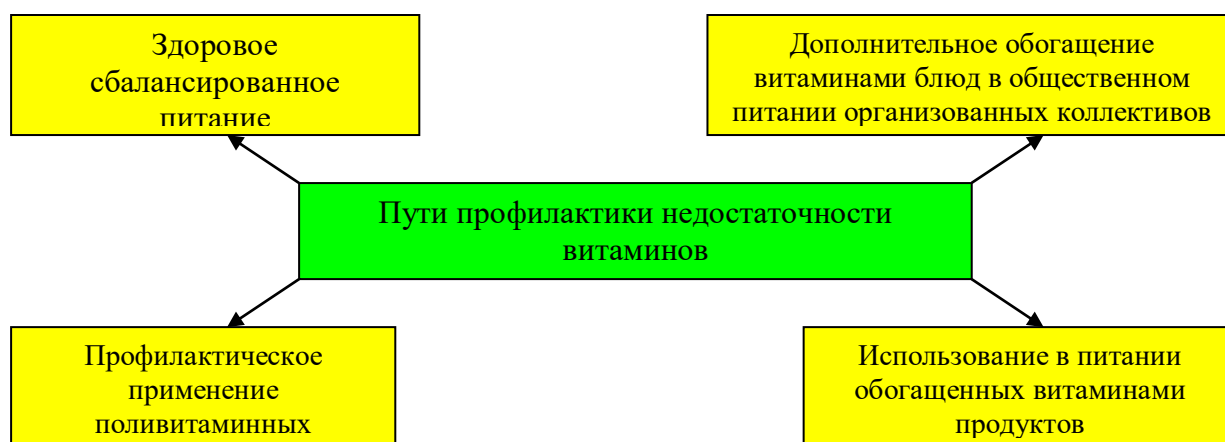 Здоровое
сбалансированное
питание
Дополнительное обогащение
витаминами блюд в общественном
питании организованных коллективов
Пути профилактики недостаточности
витаминов
Профилактическое
применение
поливитаминных
Использование в питании
обогащенных витаминами
продуктов